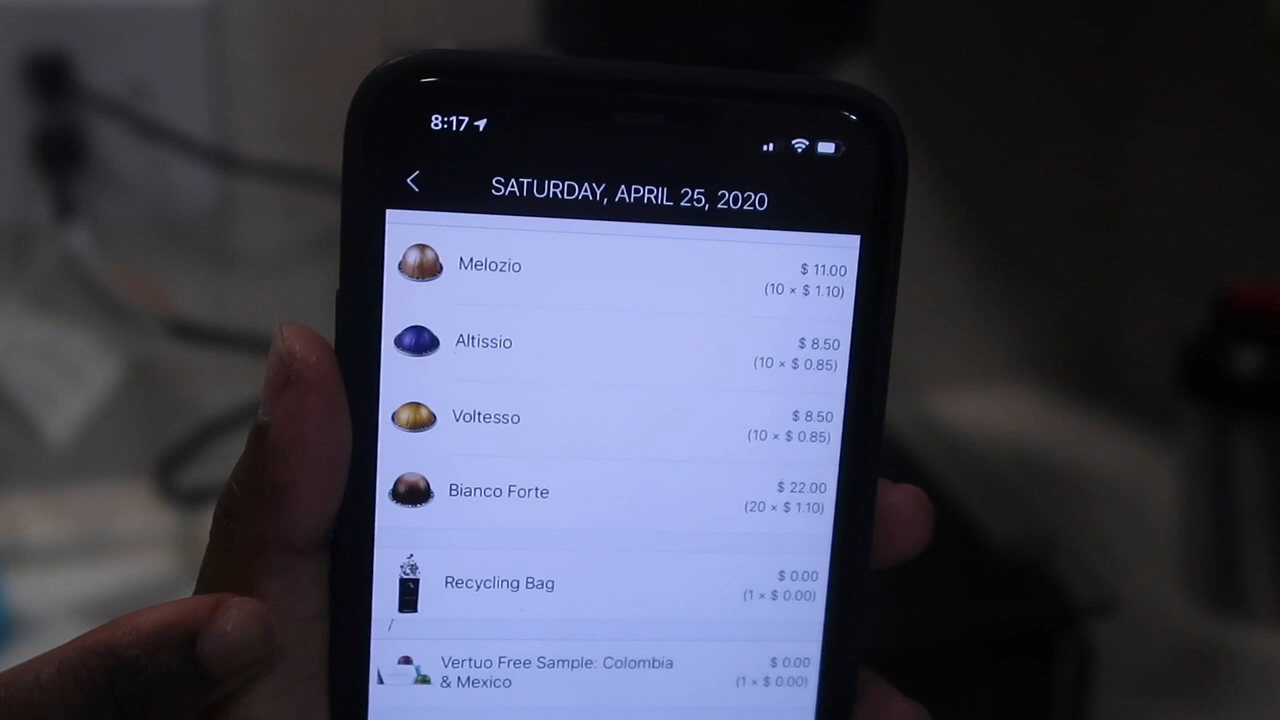 8:17
SATURDAY, APRIL 25, 2020
Melozio
$ 11.00
(10 × $ 1.10)
Altissio
$ 8.50
(10 × $ 0.85)
Voltesso
$ 8.50
(10 × $ 0.85)
Bianco Forte
$ 22.00
(20 × $ 1.10)
Recycling Bag
$ 0.00
(1 × $ 0.00)
/
Vertuo Free Sample: Colombia
& Mexico
$ 0.00
(1 × $ 0.00)